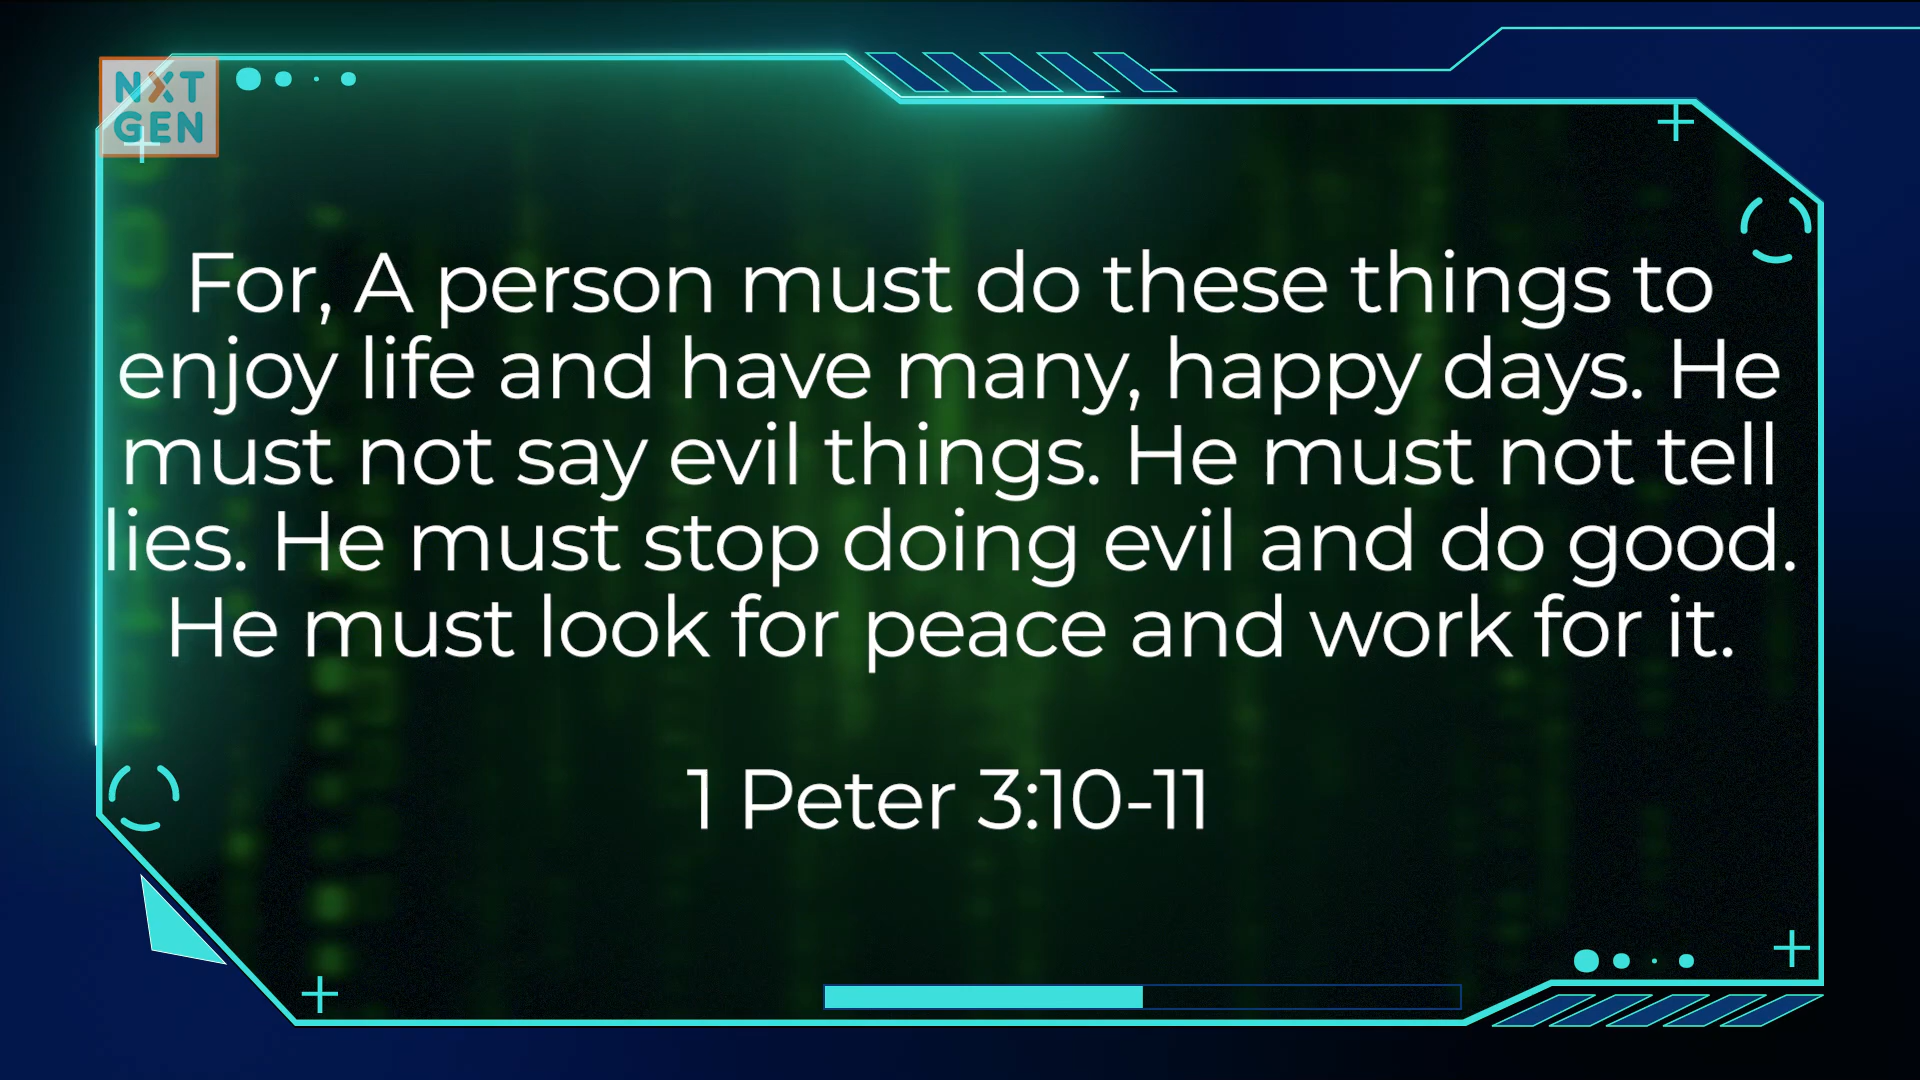 NXT
GEN
For, A person must do these things to
enjoy life and have many, happy days. He
must not say evil things. He must not tell
lies. He must stop doing evil and do good.
He must look for peace and work for it.
1 Peter 3:10-11